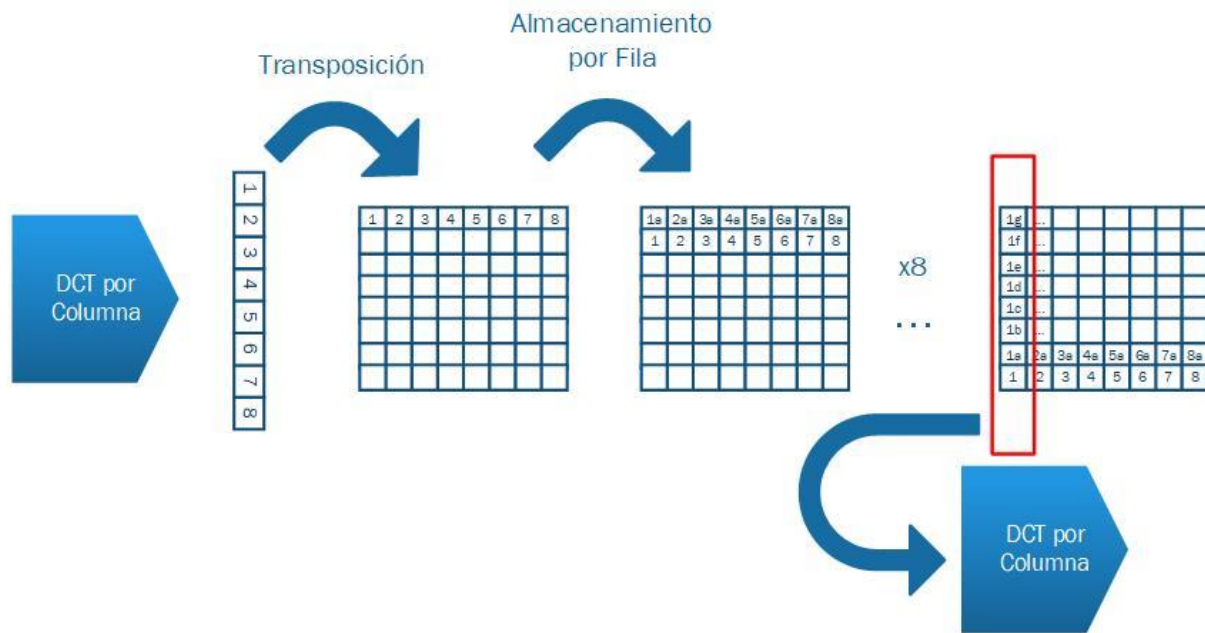 Almacenamiento
por Fila
Transposición
DCT por
Columna
1
2
3
4
5
6
7
8
1 2 3 4 5 6 7 8
1a 2a 3a 4a 5a 6a 7a 8a
1 2 3 4 5 6 7 8
x8
...
1g ...
1f ...
1e ...
1d ...
1c ...
1b ...
1a 2a 3a 4a 5a 6a 7a 8a
1 2 3 4 5 6 7 8
DCT por
Columna